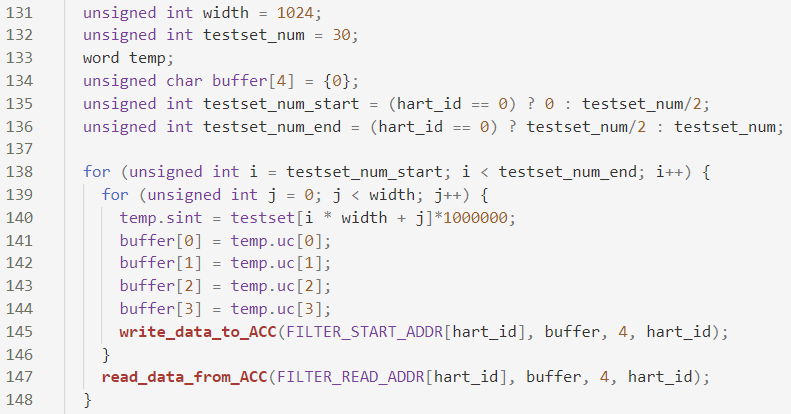 131 unsigned int width = 1024;
132 unsigned int testset_num = 30;
133 word temp;
134 unsigned char buffer[4] = {0};
135 unsigned int testset_num_start = (hart_id == 0) ? 0 : testset_num/2;
136 unsigned int testset_num_end = (hart_id == 0) ? testset_num/2 : testset_num;
137
138 for (unsigned int i = testset_num_start; i < testset_num_end; i++) {
139 for (unsigned int j = 0; j < width; j++) {
140 temp.sint = testset[i * width + j]*1000000;
141 buffer[0] = temp.uc[0];
142 buffer[1] = temp.uc[1];
143 buffer[2] = temp.uc[2];
144 buffer[3] = temp.uc[3];
145 write_data_to_ACC(FILTER_START_ADDR[hart_id], buffer, 4, hart_id);
146 }
147 read_data_from_ACC(FILTER_READ_ADDR[hart_id], buffer, 4, hart_id);
148 }